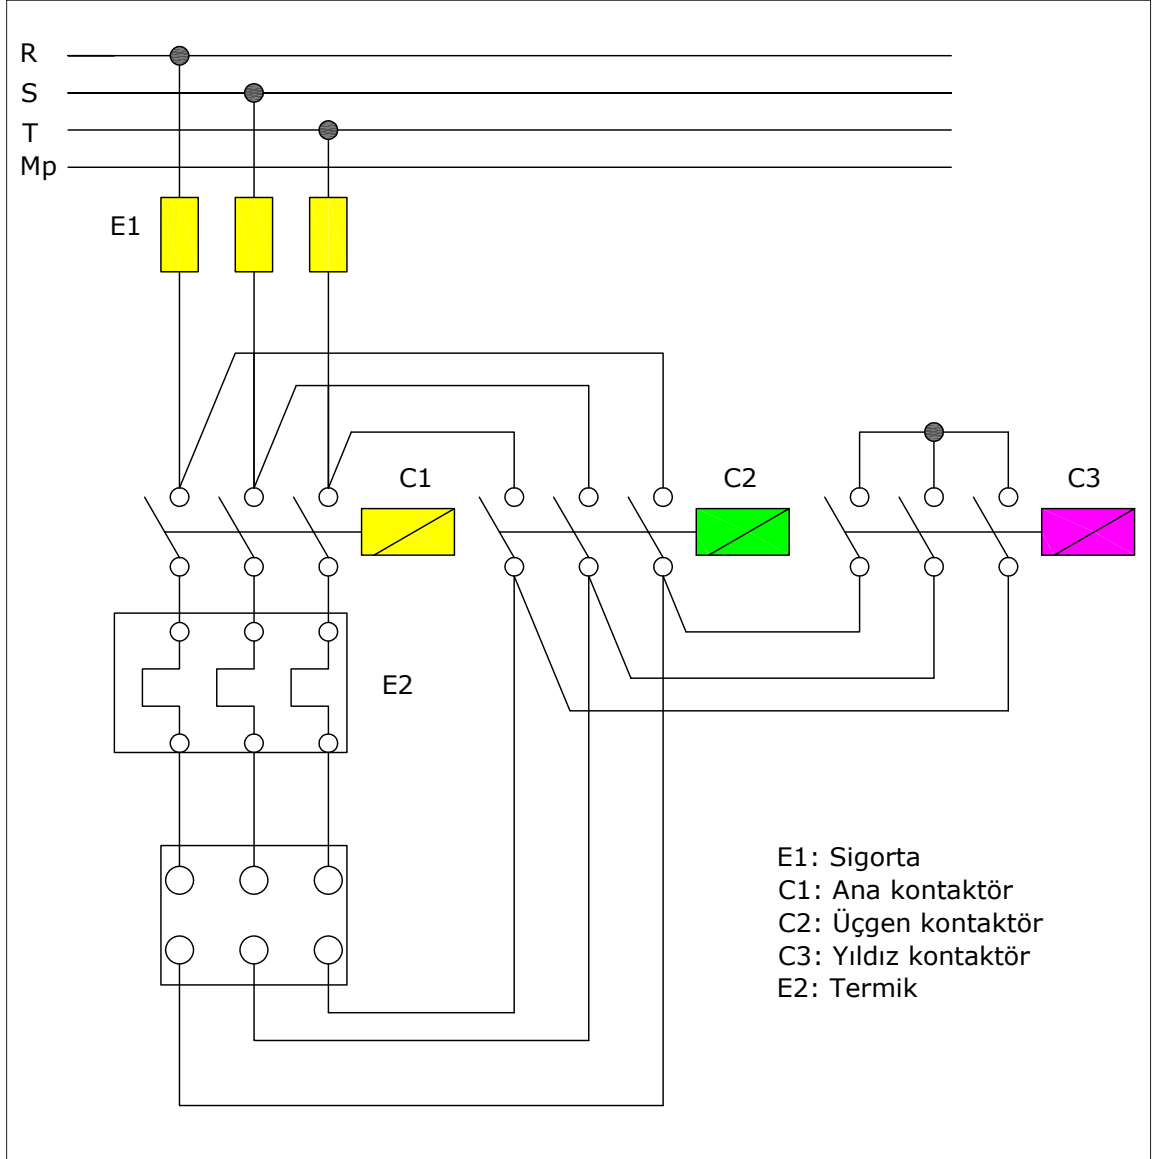 R
S
T
Mp
E1
C1
C2
C3
E2
E1: Sigorta
C1: Ana kontaktör
C2: Üçgen kontaktör
C3: Yıldız kontaktör
E2: Termik